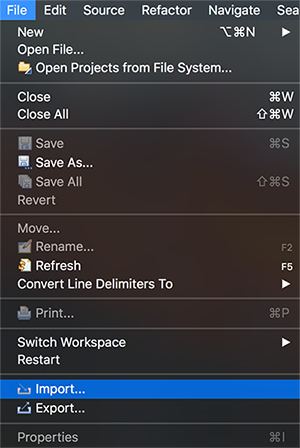 File Edit Source Refactor Navigate Sea
New ⌥⌘N ▶
Open File...
Open Projects from File System...
Close ⌘W
Close All ⇧⌘W
Save ⌘S
Save As...
Save All ⇧⌘S
Revert
Move...
Rename... F2
Refresh F5
Convert Line Delimiters To ▶
Print... ⌘P
Switch Workspace ▶
Restart
Import...
Export...
Properties ⌘I